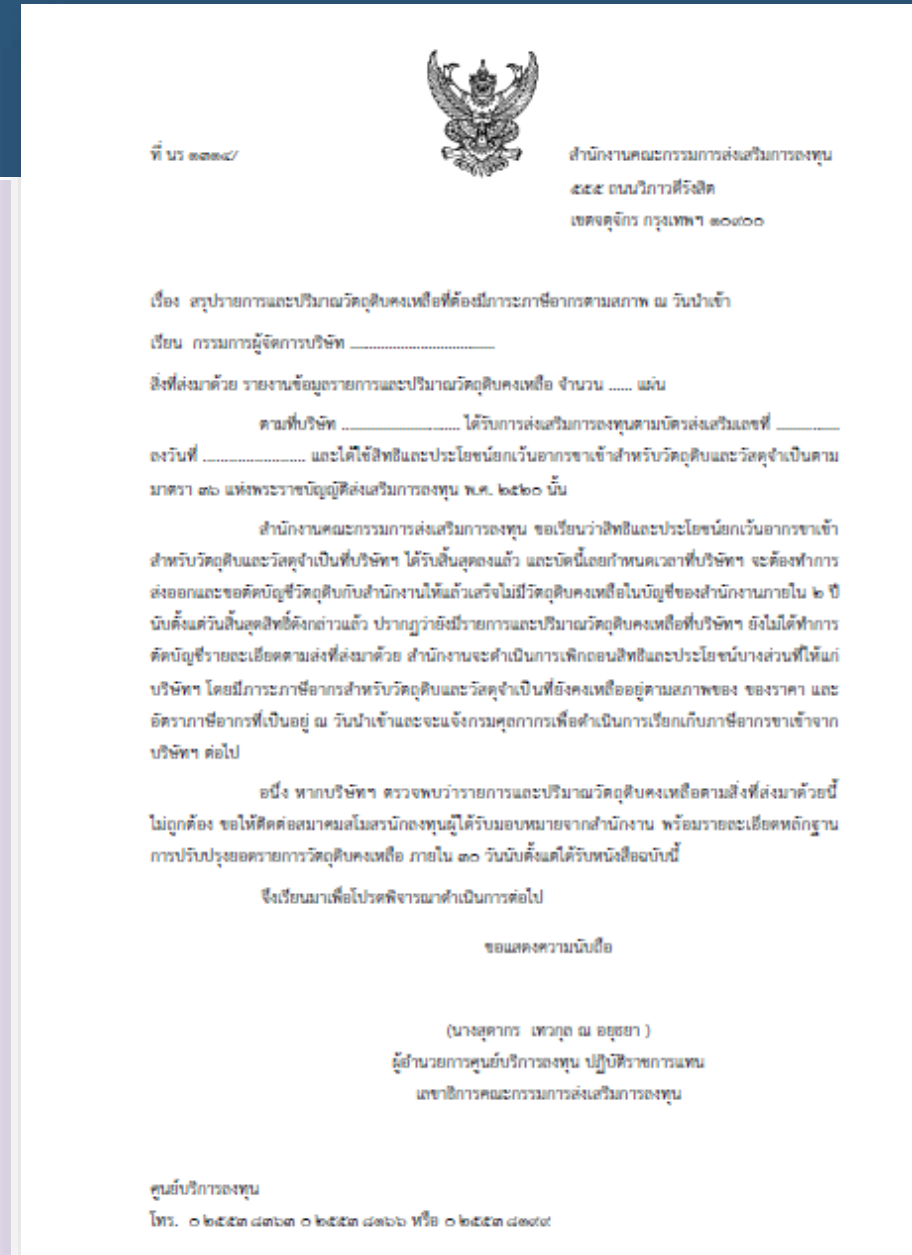 ที่ นร ๑๓๑๔/
สำนักงานคณะกรรมการส่งเสริมการลงทุน
๕๕๕ ถนนวิภาวดีรังสิต
เขตจตุจักร กรุงเทพฯ ๑๐๙๐๐
เรื่อง สรุปรายการและปริมาณวัตถุดิบคงเหลือที่ต้องมีภาระภาษีอากรตามสภาพ ณ วันนำเข้า
เรียน กรรมการผู้จัดการบริษัท ....................................
สิ่งที่ส่งมาด้วย รายงานข้อมูลรายการและปริมาณวัตถุดิบคงเหลือ จำนวน ...... แผ่น
ตามที่บริษัท .............................. ได้รับการส่งเสริมการลงทุนตามบัตรส่งเสริมเลขที่ ................
ลงวันที่ .......................... และได้ใช้สิทธิและประโยชน์ยกเว้นอากรขาเข้าสำหรับวัตถุดิบและวัสดุจำเป็นตาม
มาตรา ๓๖ แห่งพระราชบัญญัติส่งเสริมการลงทุน พ.ศ. ๒๕๒๐ นั้น
สำนักงานคณะกรรมการส่งเสริมการลงทุน ขอเรียนว่าสิทธิและประโยชน์ยกเว้นอากรขาเข้า
สำหรับวัตถุดิบและวัสดุจำเป็นที่บริษัทฯ ได้รับสิ้นสุดลงแล้ว และบัดนี้เลยกำหนดเวลาที่บริษัทฯ จะต้องทำการ
ส่งออกและขอตัดบัญชีวัตถุดิบกับสำนักงานให้แล้วเสร็จไม่มีวัตถุดิบคงเหลือในบัญชีของสำนักงานภายใน ๒ ปี
นับตั้งแต่วันสิ้นสุดสิทธิ์ดังกล่าวแล้ว ปรากฏว่ายังมีรายการและปริมาณวัตถุดิบคงเหลือที่บริษัทฯ ยังไม่ได้ทำการ
ตัดบัญชีรายละเอียดตามส่งที่ส่งมาด้วย สำนักงานจะดำเนินการเพิกถอนสิทธิและประโยชน์บางส่วนที่ให้แก่
บริษัทฯ โดยมีภาระภาษีอากรสำหรับวัตถุดิบและวัสดุจำเป็นที่ยังคงเหลืออยู่ตามสภาพของ ของราคา และ
อัตราภาษีอากรที่เป็นอยู่ ณ วันนำเข้าและจะแจ้งกรมศุลกากรเพื่อดำเนินการเรียกเก็บภาษีอากรขาเข้าจาก
บริษัทฯ ต่อไป
อนึ่ง หากบริษัทฯ ตรวจพบว่ารายการและปริมาณวัตถุดิบคงเหลือตามสิ่งที่ส่งมาด้วยนี้
ไม่ถูกต้อง ขอให้ติดต่อสมาคมสโมสรนักลงทุนผู้ได้รับมอบหมายจากสำนักงาน พร้อมรายละเอียดหลักฐาน
การปรับปรุงยอดรายการวัตถุดิบคงเหลือ ภายใน ๓๐ วันนับตั้งแต่ได้รับหนังสือฉบับนี้
จึงเรียนมาเพื่อโปรดพิจารณาดำเนินการต่อไป
ขอแสดงความนับถือ
(นางสุดากร เทวกุล ณ อยุธยา )
ผู้อำนวยการศูนย์บริการลงทุน ปฏิบัติราชการแทน
เลขาธิการคณะกรรมการส่งเสริมการลงทุน
ศูนย์บริการลงทุน
โทร. ๐ ๒๕๕๓ ๘๓๖๓ ๐ ๒๕๕๓ ๘๑๖๖ หรือ ๐ ๒๕๕๓ ๘๑๙๙